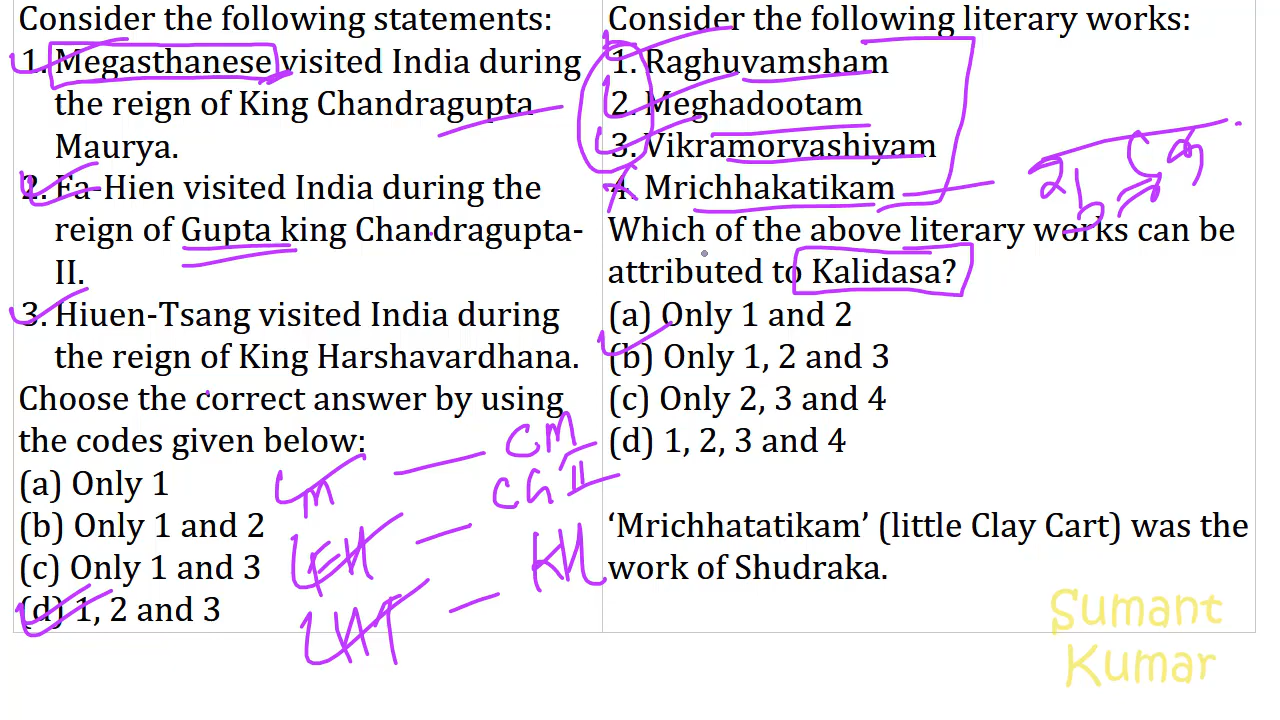 Consider the following statements:
1. Megasthanese visited India during
the reign of King Chandragupta
Maurya.
2. Fa-Hien visited India during the
reign of Gupta king Chandragupta-
II.
3. Hiuen-Tsang visited India during
the reign of King Harshavardhana.
Choose the correct answer by using
the codes given below:
(a) Only 1
(b) Only 1 and 2
(c) Only 1 and 3
(d) 1, 2 and 3
m CM
FH CG II
HT KH
Consider the following literary works:
1. Raghuvamsham
2. Meghadootam
3. Vikramorvashiyam
4. Mrichhakatikam
Which of the above literary works can be
attributed to Kalidasa?
(a) Only 1 and 2
(b) Only 1, 2 and 3
(c) Only 2, 3 and 4
(d) 1, 2, 3 and 4
‘Mrichhatatikam’ (little Clay Cart) was the
work of Shudraka.
Sumant
Kumar